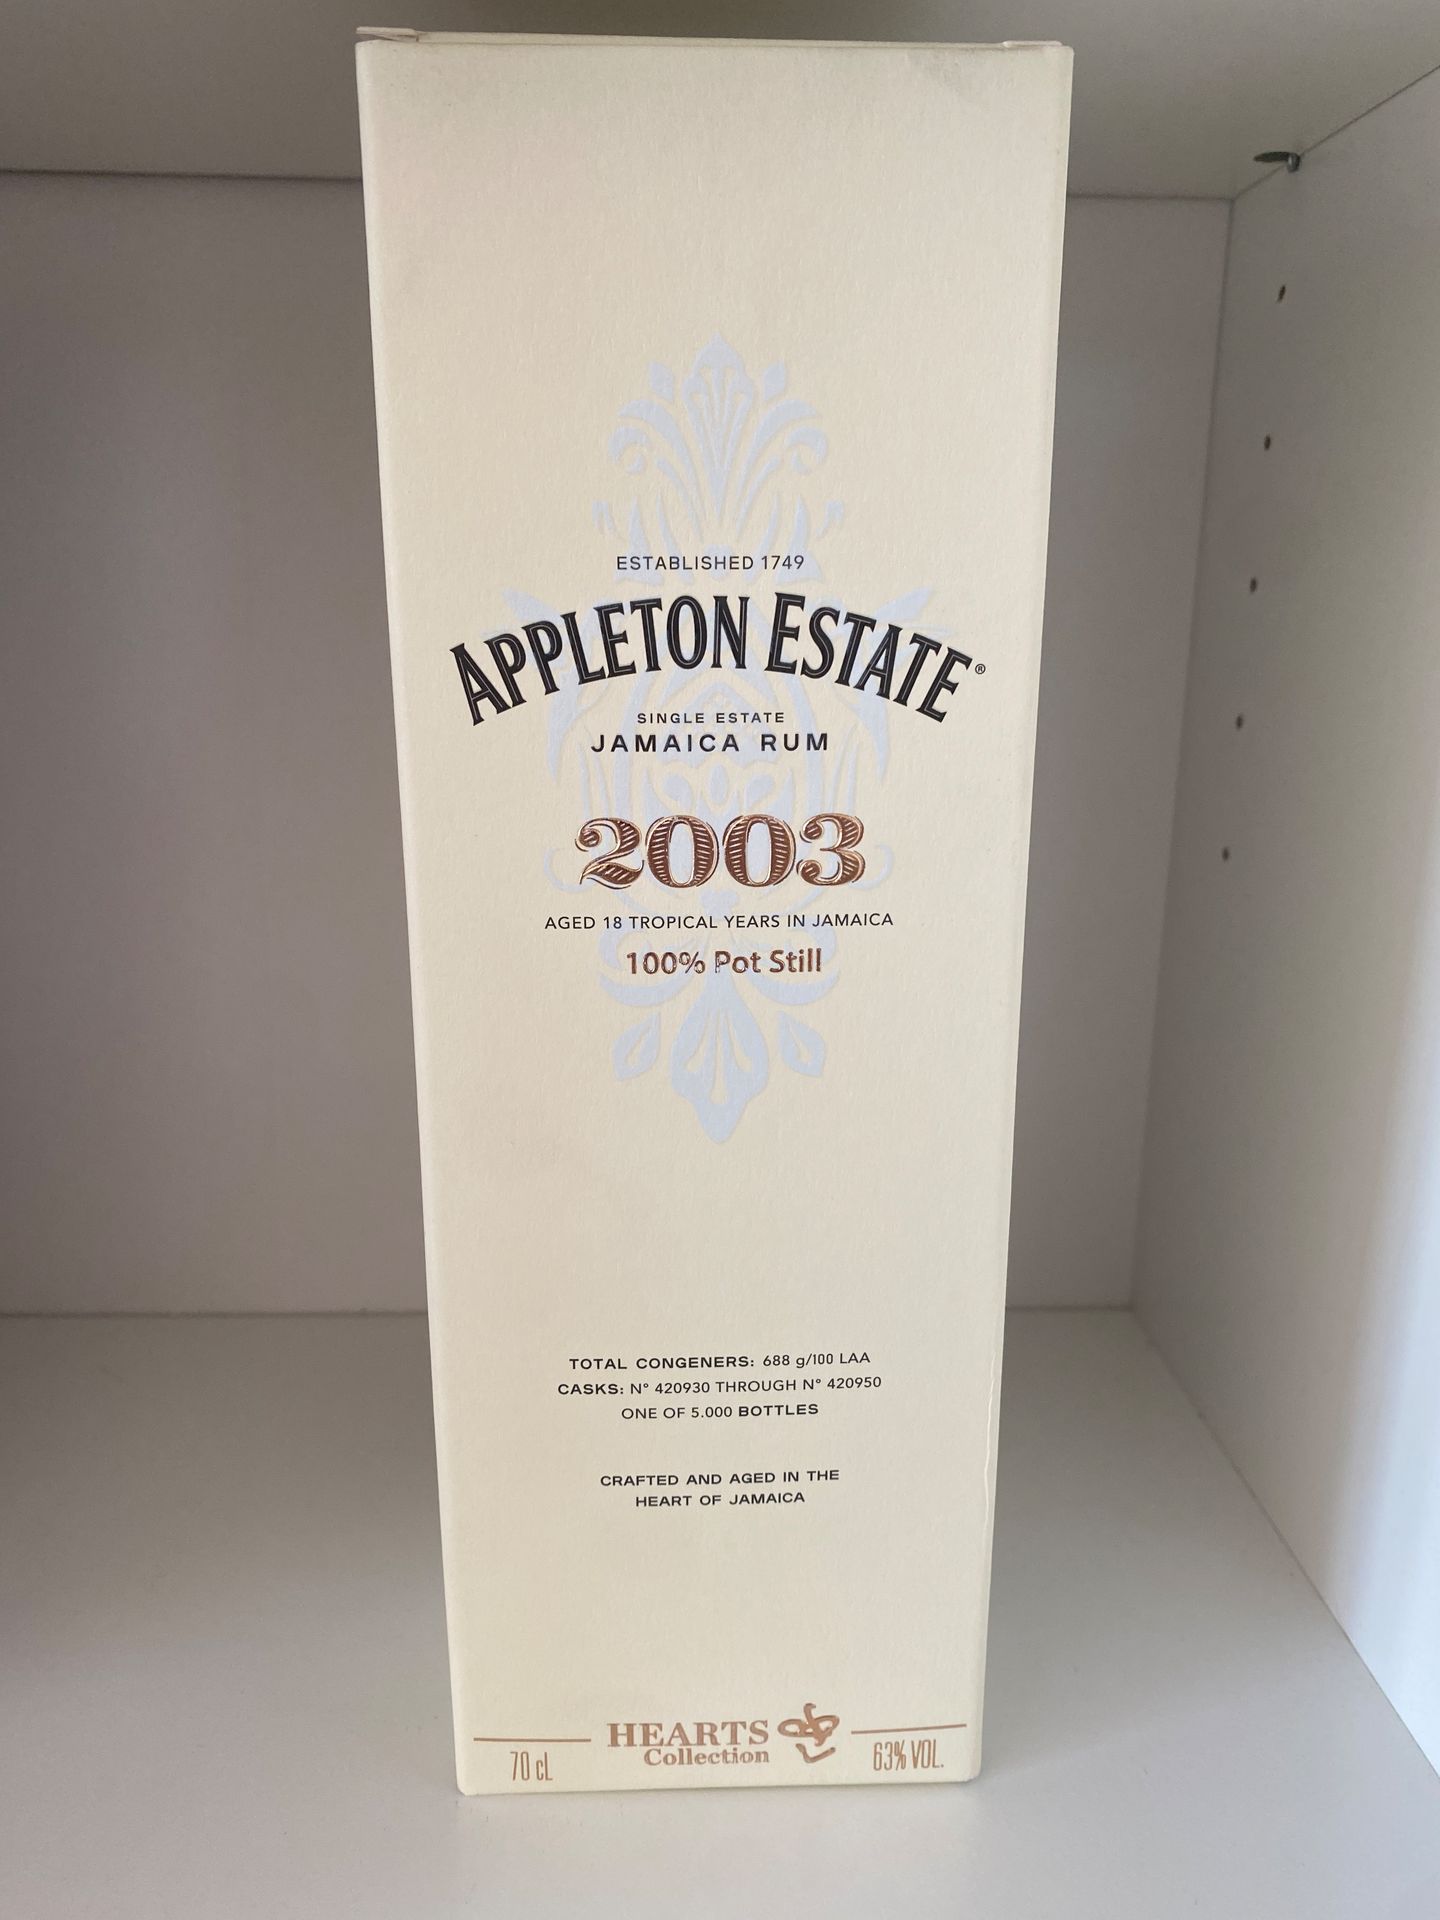 ESTABLISHED 1749
APPLETON ESTATE®
SINGLE ESTATE
JAMAICA RUM
2003
AGED 18 TROPICAL YEARS IN JAMAICA
100% Pot Still
TOTAL CONGENERS: 688 g/100 LAA
CASKS: N° 420930 THROUGH N° 420950
ONE OF 5.000 BOTTLES
CRAFTED AND AGED IN THE
HEART OF JAMAICA
HEARTS
Collection
70 cL
63% VOL.